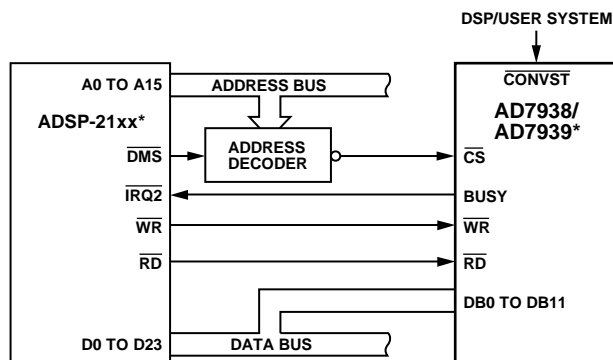 DSP/USER SYSTEM
A0 TO A15
ADDRESS BUS
CONVST
ADSP-21xx*
AD7938/
AD7939*
DMS
ADDRESS
DECODER
CS
IRQ2
BUSY
WR
WR
RD
RD
DB0 TO DB11
D0 TO D23
DATA BUS